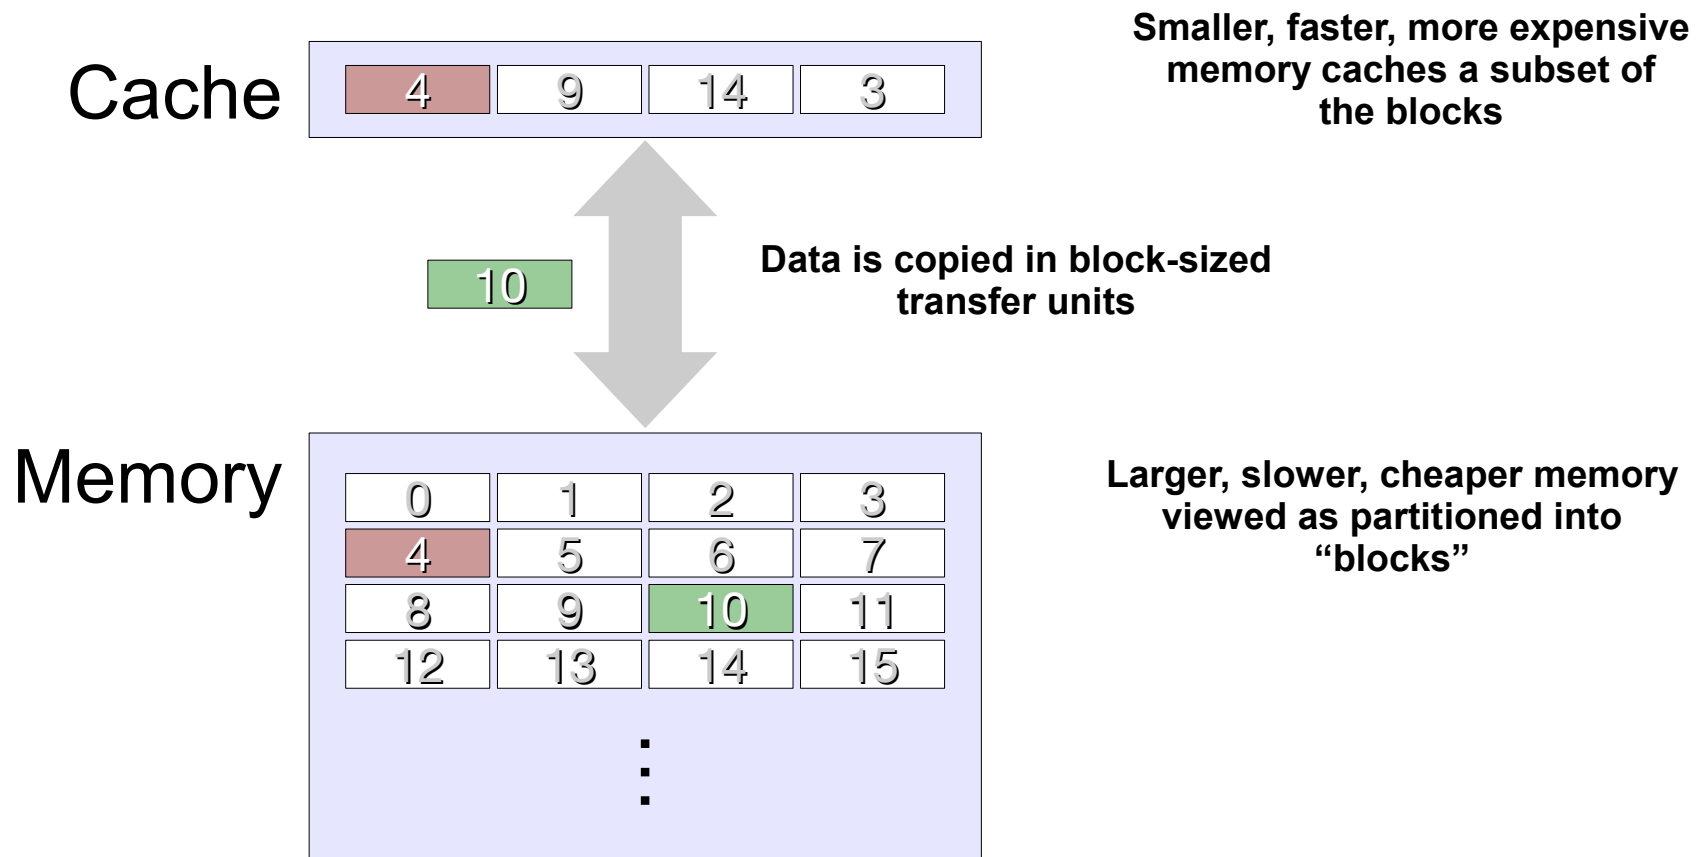 Cache
4 9 14 3
Smaller, faster, more expensive
memory caches a subset of
the blocks
10
Data is copied in block-sized
transfer units
Memory
0 1 2 3
4 5 6 7
8 9 10 11
12 13 14 15
Larger, slower, cheaper memory
viewed as partitioned into
“blocks”